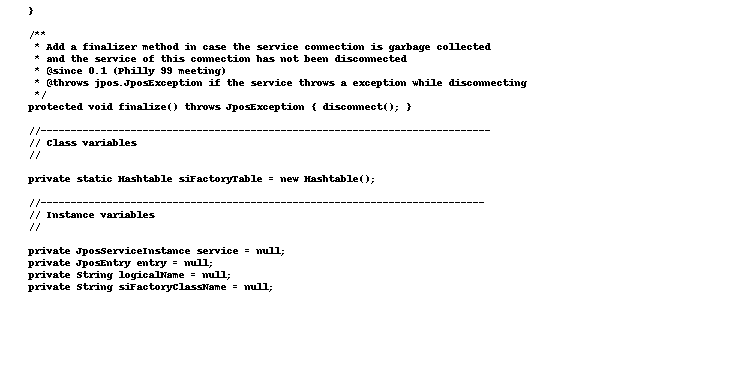 }
/**
* Add a finalizer method in case the service connection is garbage collected
* and the service of this connection has not been disconnected
* @since 0.1 (Philly 99 meeting)
* @throws jpos.JposException if the service throws a exception while disconnecting
*/
protected void finalize() throws JposException { disconnect(); }
//---------------------------------------------------------------------------
// Class variables
//
private static Hashtable siFactoryTable = new Hashtable();
//--------------------------------------------------------------------------
// Instance variables
//
private JposServiceInstance service = null;
private JposEntry entry = null;
private String logicalName = null;
private String siFactoryClassName = null;